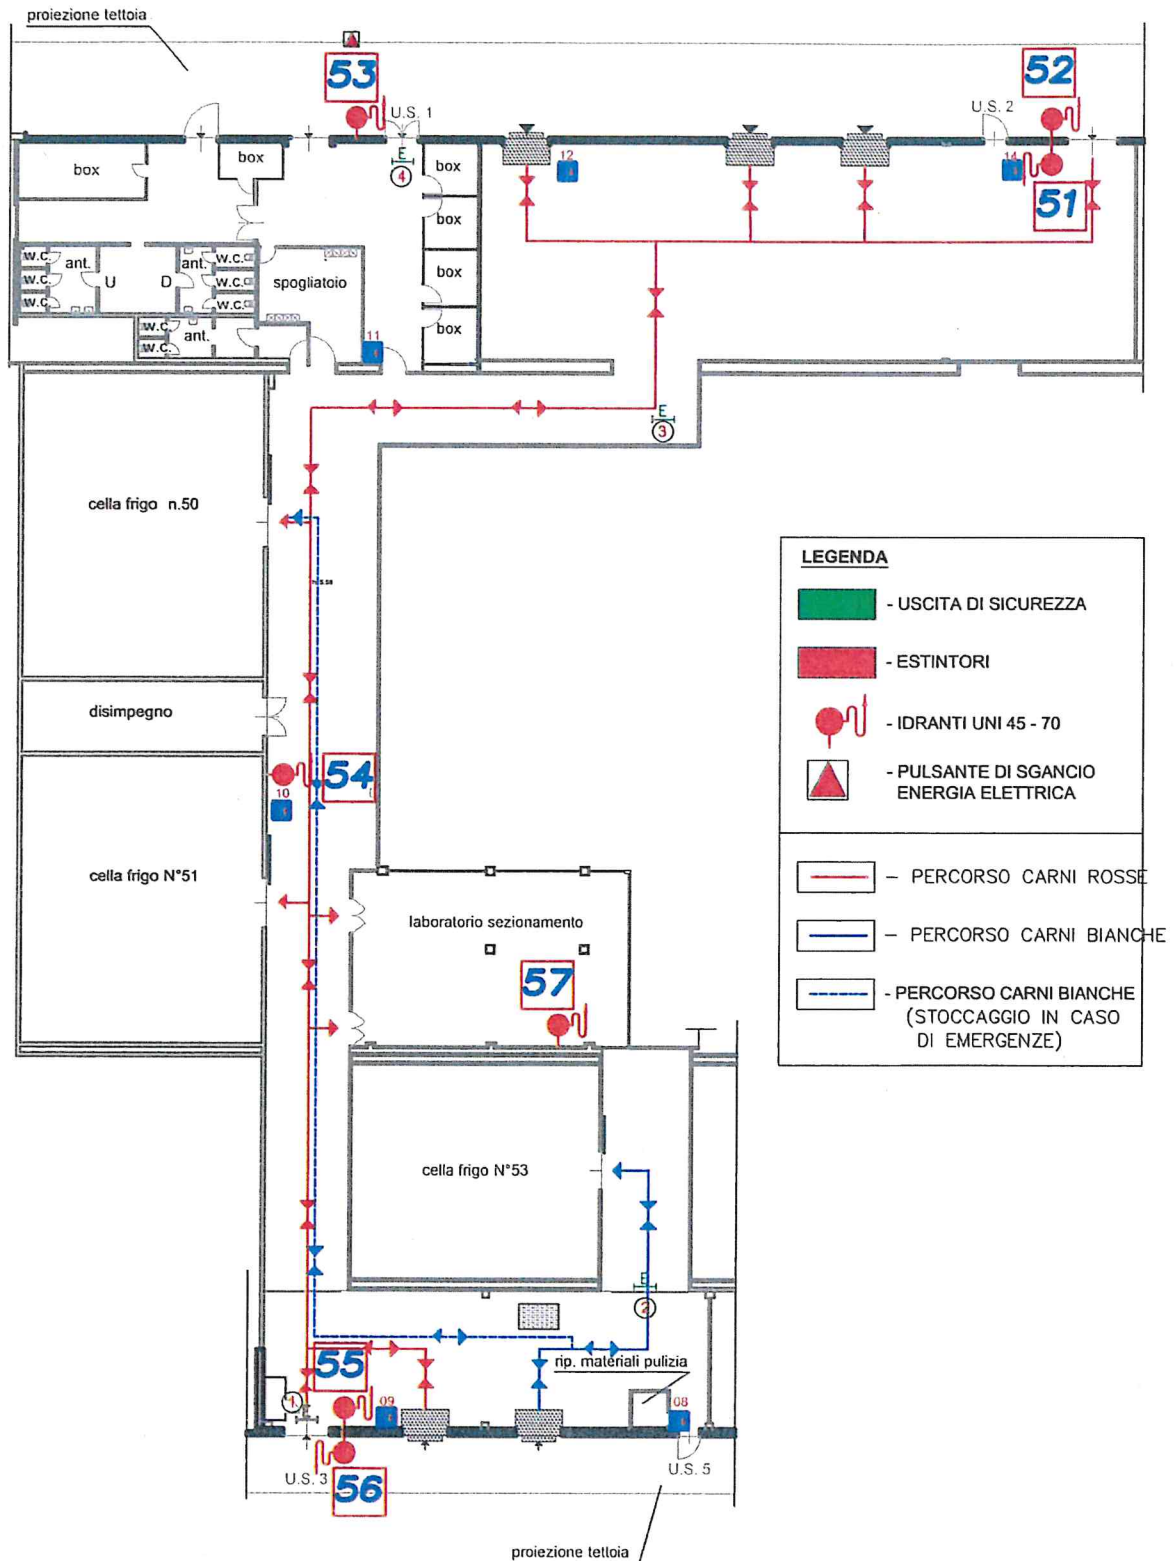 proiezione tettoia
53
52
U.S. 1
U.S. 2
E
4
12
14
51
box
box
box
box
box
box
W.C.
ant.
U
D
ant.
W.C.
W.C.
W.C.
W.C.
W.C.
spogliatoio
W.C.
ant.
W.C.
11
E
3
cella frigo n.50
disimpegno
10
54
cella frigo N°51
laboratorio sezionamento
57
cella frigo N°53
E
2
rip. materiali pulizia
55
1
09
08
U.S. 3
56
U.S. 5
proiezione tettoia
LEGENDA
- USCITA DI SICUREZZA
- ESTINTORI
- IDRANTI UNI 45 - 70
- PULSANTE DI SGANCIO
ENERGIA ELETTRICA
– PERCORSO CARNI ROSSE
– PERCORSO CARNI BIANCHE
- PERCORSO CARNI BIANCHE
(STOCCAGGIO IN CASO
DI EMERGENZE)